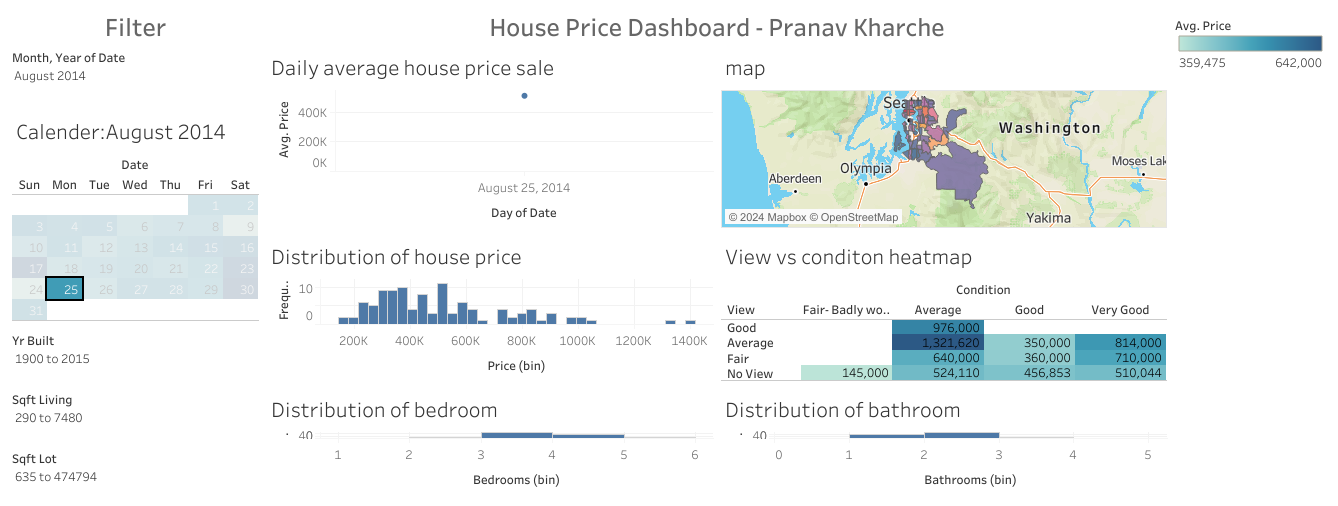 Filter
House Price Dashboard - Pranav Kharche
Avg. Price
359,475 642,000
Month, Year of Date
August 2014
Calender:August 2014
Date
Sun Mon Tue Wed Thu Fri Sat
1 2
3 4 5 6 7 8 9
10 11 12 13 14 15 16
17 18 19 20 21 22 23
24 25 26 27 28 29 30
31
Yr Built
1900 to 2015
Sqft Living
290 to 7480
Sqft Lot
635 to 474794
Daily average house price sale
Avg. Price
400K
200K
0K
August 25, 2014
Day of Date
map
Seattle
Washington
Olympia
Moses Lak
Aberdeen
Yakima
© 2024 Mapbox © OpenStreetMap
Distribution of house price
Frequ..
10
0
200K 400K 600K 800K 1000K 1200K 1400K
Price (bin)
View vs conditon heatmap
Condition
View Fair- Badly wo.. Average Good Very Good
Good 976,000
Average 1,321,620 350,000 814,000
Fair 640,000 360,000 710,000
No View 145,000 524,110 456,853 510,044
Distribution of bedroom
40
1 2 3 4 5 6
Bedrooms (bin)
Distribution of bathroom
40
0 1 2 3 4 5
Bathrooms (bin)